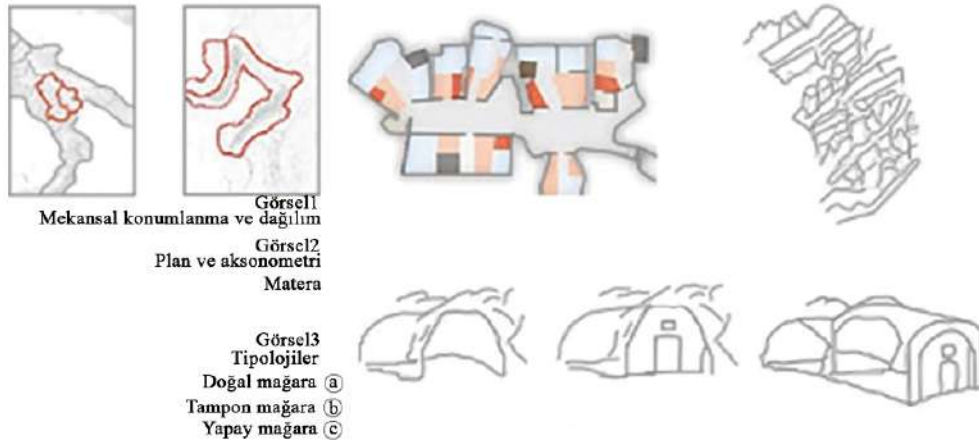 Görsel1
Mekansal konumlanma ve dağılım
Görsel2
Plan ve aksonometri
Matera
Görsel3
Tipolojiler
Doğal mağara ⓐ
Tampon mağara ⓑ
Yapay mağara ⓒ